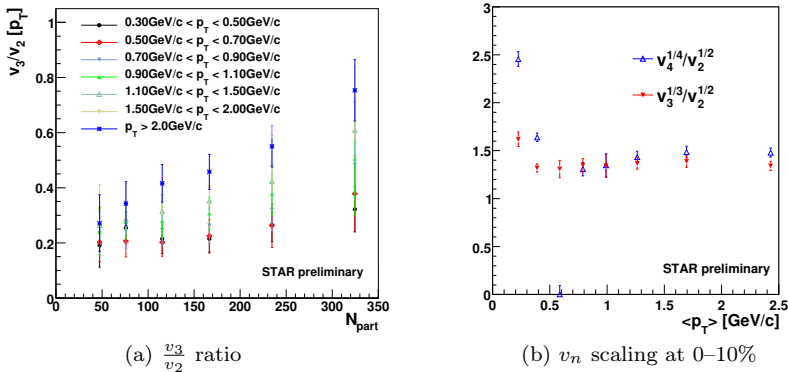 v3/v2 [pT]
1
0.8
0.6
0.4
0.2
0
0.30GeV/c < pT < 0.50GeV/c
0.50GeV/c < pT < 0.70GeV/c
0.70GeV/c < pT < 0.90GeV/c
0.90GeV/c < pT < 1.10GeV/c
1.10GeV/c < pT < 1.50GeV/c
1.50GeV/c < pT < 2.00GeV/c
pT > 2.0GeV/c
STAR preliminary
0 50 100 150 200 250 300 350
Npart
(a) v3/v2 ratio
3
2.5
2
1.5
1
0.5
0
v4^1/4/v2^1/2
v3^1/3/v2^1/2
STAR preliminary
0 0.5 1 1.5 2 2.5
<pT> [GeV/c]
(b) vn scaling at 0–10%